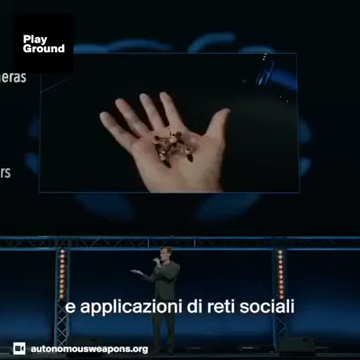 Play
Ground
eras
rs
e applicazioni di reti sociali
autonomousweapons.org